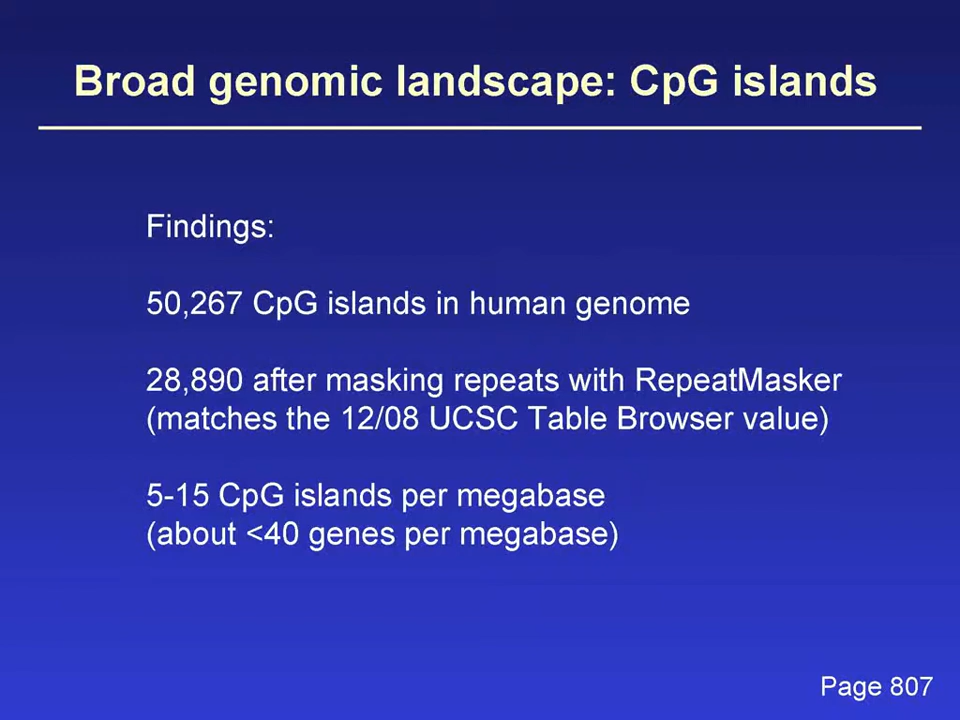 Broad genomic landscape: CpG islands
Findings:
50,267 CpG islands in human genome
28,890 after masking repeats with RepeatMasker
(matches the 12/08 UCSC Table Browser value)
5-15 CpG islands per megabase
(about <40 genes per megabase)
Page 807